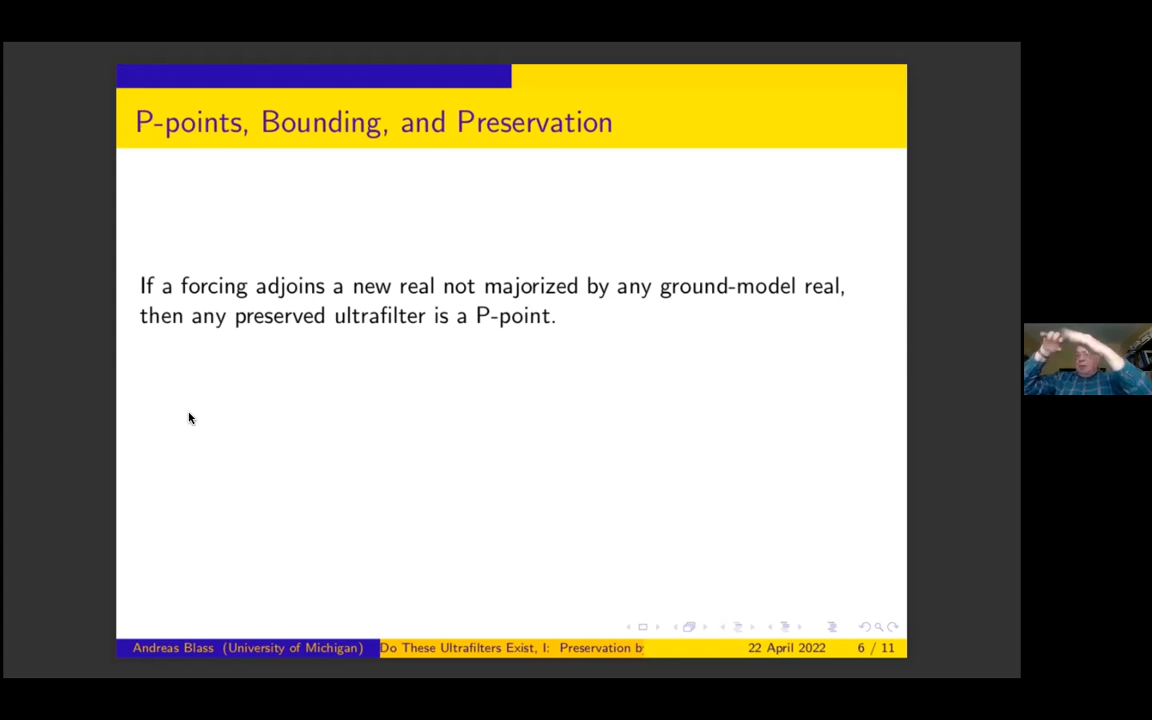 P-points, Bounding, and Preservation
If a forcing adjoins a new real not majorized by any ground-model real,
then any preserved ultrafilter is a P-point.
Andreas Blass (University of Michigan) Do These Ultrafilters Exist, I: Preservation b 22 April 2022 6 / 11